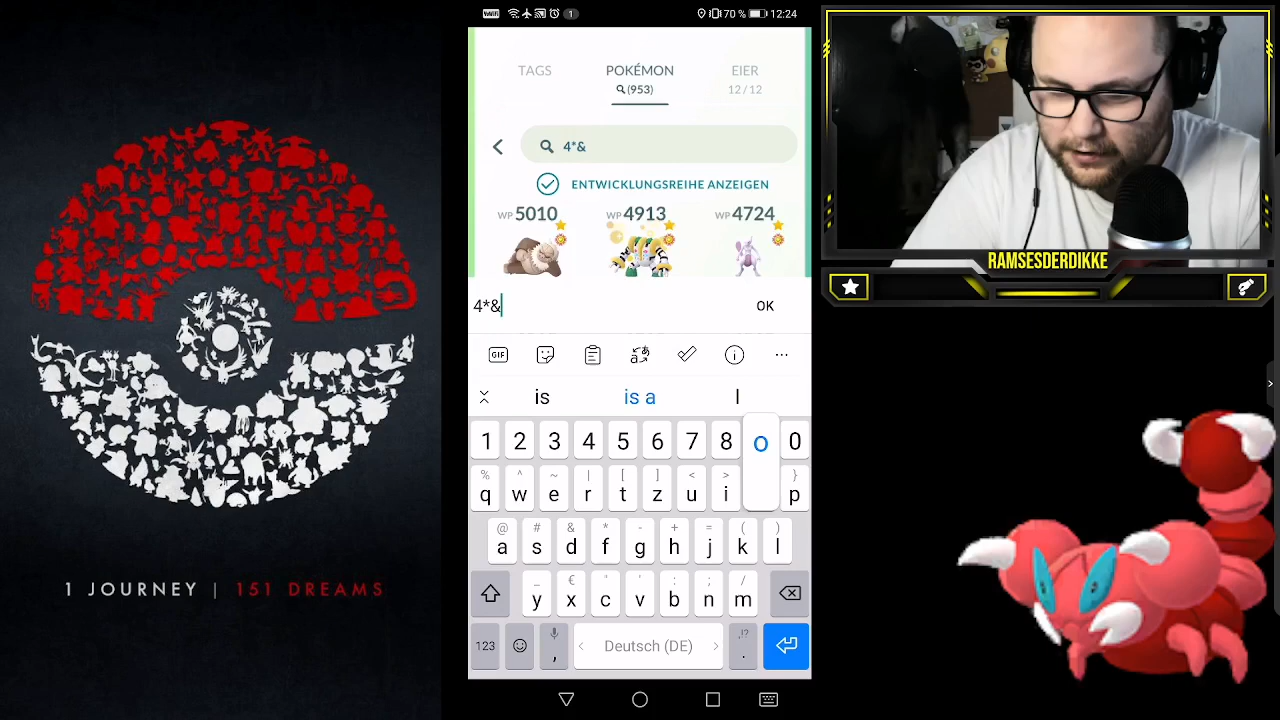 1 JOURNEY | 151 DREAMS
70 % 12:24
TAGS POKÉMON EIER
(953) 12 / 12
4*&
ENTWICKLUNGSREIHE ANZEIGEN
WP 5010 WP 4913 WP 4724
4*& OK
GIF
is is a I
1 2 3 4 5 6 7 8 o 0
% ^ ~ | [ ] < > }
q w e r t z u i p
@ # & * - + = ( )
a s d f g h j k l
_ € " ' : ; /
y x c v b n m
123 , Deutsch (DE) ,!? .
RAMSESDERDIKKE